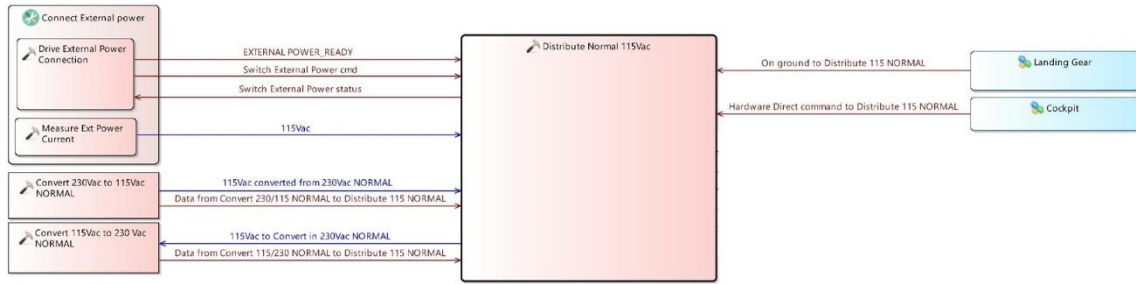 Connect External power
Drive External Power
Connection
EXTERNAL POWER_READY
Switch External Power cmd
Switch External Power status
Measure Ext Power
Current
115Vac
Convert 230Vac to 115Vac
NORMAL
115Vac converted from 230Vac NORMAL
Data from Convert 230/115 NORMAL to Distribute 115 NORMAL
Convert 115Vac to 230 Vac
NORMAL
115Vac to Convert in 230Vac NORMAL
Data from Convert 115/230 NORMAL to Distribute 115 NORMAL
Distribute Normal 115Vac
On ground to Distribute 115 NORMAL
Landing Gear
Hardware Direct command to Distribute 115 NORMAL
Cockpit